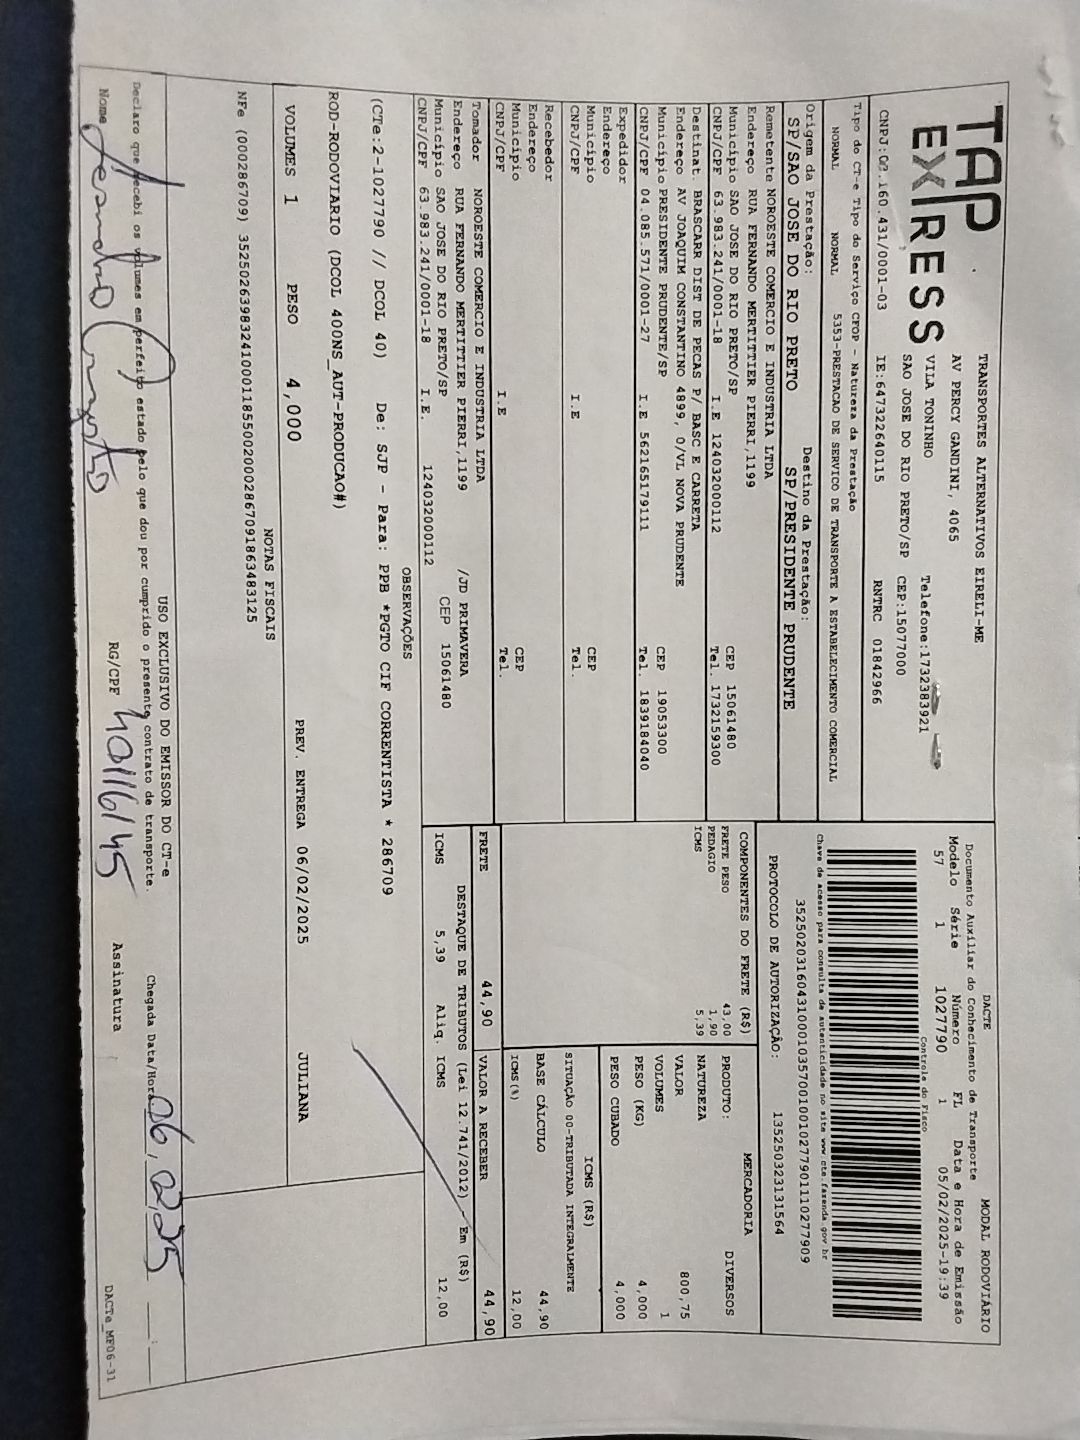 TAP
EXPRESS
TRANSPORTES ALTERNATIVOS EIRELI-ME
AV PERCY GANDINI, 4065
VILA TONINHO Telefone:1732383921
SAO JOSE DO RIO PRETO/SP CEP:15077000
CNPJ: .160.431/0001-03 IE:647322640115 RNTRC 01842966
DACTE MODAL RODOVIÁRIO
Documento Auxiliar do Conhecimento de Transporte
Modelo Série Número FL Data e Hora de Emissão
57 1 1027790 1 05/02/2025-19:39
Controle do Fisco
Chave de acesso para consulta de autenticidade no site www.cte.fazenda.gov.br
35250203160431000103570010010277901110277909
PROTOCOLO DE AUTORIZAÇÃO: 135250323131564
Tipo do CT-e Tipo do Serviço CFOP - Natureza da Prestação
NORMAL NORMAL 5353-PRESTACAO DE SERVICO DE TRANSPORTE A ESTABELECIMENTO COMERCIAL
Origem da Prestação: Destino da Prestação:
SP/SAO JOSE DO RIO PRETO SP/PRESIDENTE PRUDENTE
Remetente NOROESTE COMERCIO E INDUSTRIA LTDA
Endereço RUA FERNANDO MERTITTIER PIERRI,1199
Município SAO JOSE DO RIO PRETO/SP CEP 15061480
CNPJ/CPF 63.983.241/0001-18 I.E 124032000112 Tel. 1732159300
Destinat. BRASCARR DIST DE PECAS P/ BASC E CARRETA
Endereço AV JOAQUIM CONSTANTINO 4899, 0/VL NOVA PRUDENTE
Município PRESIDENTE PRUDENTE/SP CEP 19053300
CNPJ/CPF 04.085.571/0001-27 I.E 562165179111 Tel. 1839184040
Expedidor
Endereço
Município CEP
CNPJ/CPF I.E Tel.
Recebedor
Endereço
Município CEP
CNPJ/CPF I.E Tel.
Tomador NOROESTE COMERCIO E INDUSTRIA LTDA
Endereço RUA FERNANDO MERTITTIER PIERRI,1199 /JD PRIMAVERA
Município SAO JOSE DO RIO PRETO/SP CEP 15061480
CNPJ/CPF 63.983.241/0001-18 I.E. 124032000112
COMPONENTES DO FRETE (R$)
FRETE PESO 43,00
PEDAGIO 1,90
ICMS 5,39
MERCADORIA
PRODUTO: DIVERSOS
NATUREZA
VALOR 800,75
VOLUMES 1
PESO (KG) 4,000
PESO CUBADO 4,000
ICMS (R$)
SITUAÇÃO 00-TRIBUTADA INTEGRALMENTE
BASE CÁLCULO 44,90
ICMS(%) 12,00
FRETE 44,90 VALOR A RECEBER 44,90
DESTAQUE DE TRIBUTOS (Lei 12.741/2012) - Em (R$)
ICMS 5,39 Aliq. ICMS 12,00
OBSERVAÇÕES
(CTe:2-1027790 // DCOL 40) De: SJP - Para: PPB *PGTO CIF CORRENTISTA * 286709
ROD-RODOVIARIO (DCOL 400NS_AUT-PRODUCAO#)
VOLUMES 1 PESO 4,000 PREV. ENTREGA 06/02/2025 JULIANA
NOTAS FISCAIS
NFe (000286709) 35250263983241000118550020002867091863483125
USO EXCLUSIVO DO EMISSOR DO CT-e
Declaro que recebi os volumes em perfeito estado pelo que dou por cumprido o presente contrato de transporte. Chegada Data/Hora 06,02,25 :
Nome RG/CPF 40116145 Assinatura DACTe_MF06-31